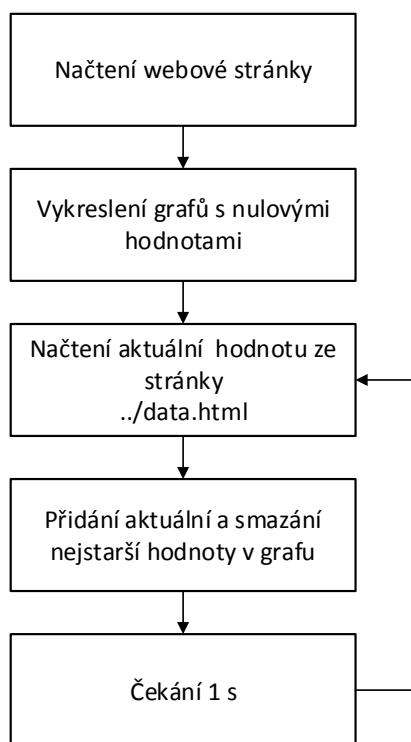 Načtení webové stránky
Vykreslení grafů s nulovými
hodnotami
Načtení aktuální hodnotu ze
stránky
../data.html
Přidání aktuální a smazání
nejstarší hodnoty v grafu
Čekání 1 s